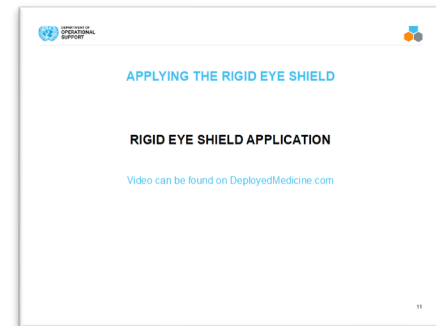 DEPARTMENT OF
OPERATIONAL
SUPPORT
APPLYING THE RIGID EYE SHIELD
RIGID EYE SHIELD APPLICATION
Video can be found on DeployedMedicine.com
11